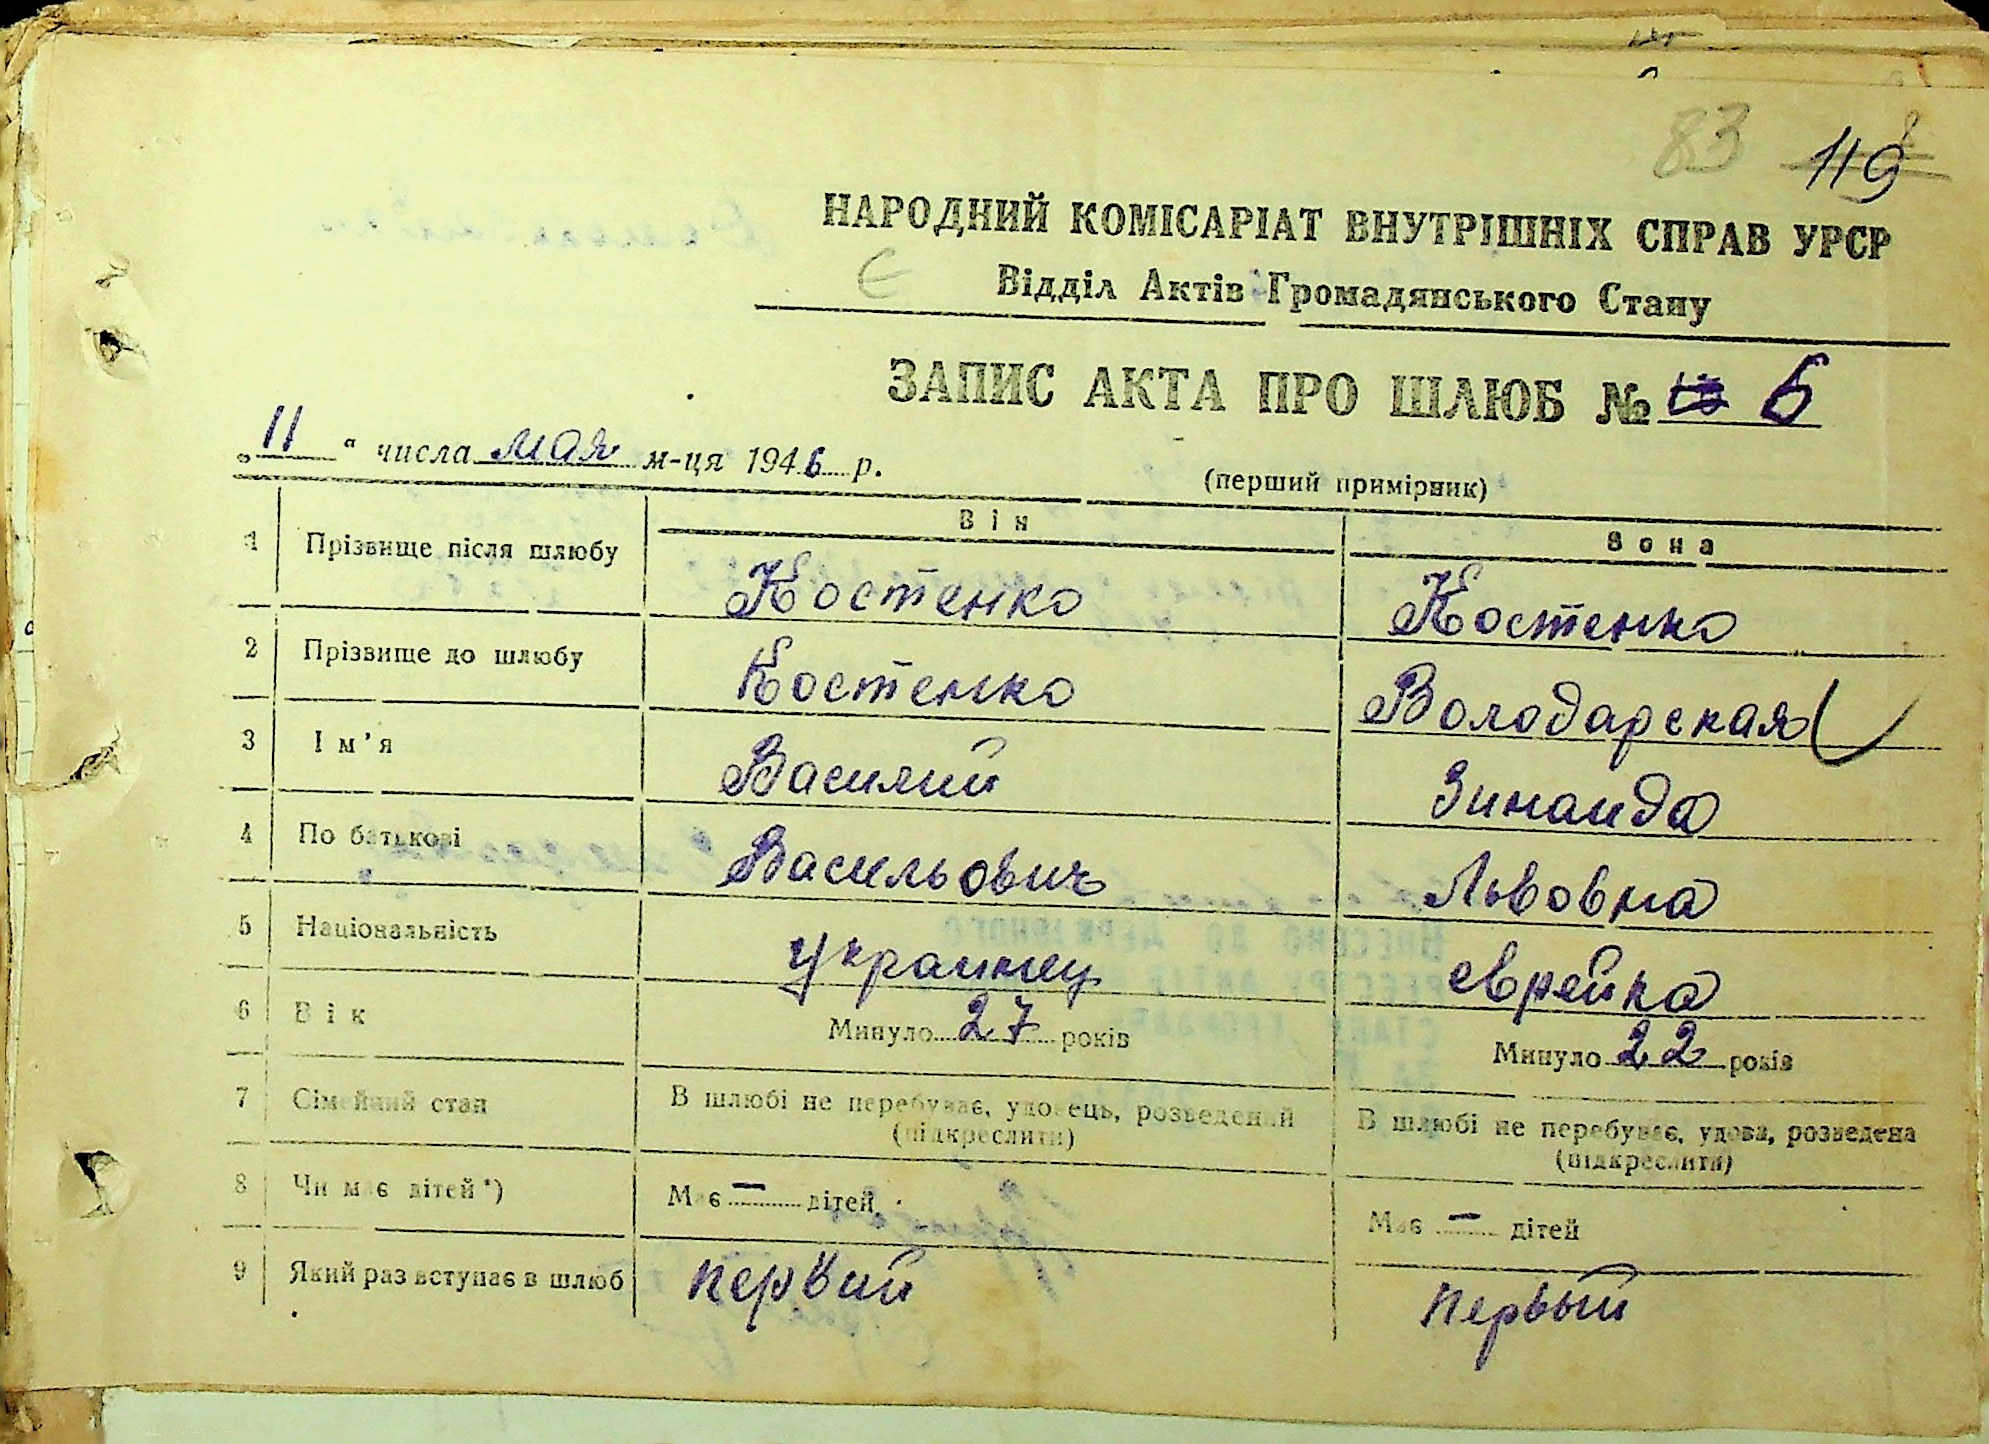 83 119
НАРОДНИЙ КОМІСАРІАТ ВНУТРІШНІХ СПРАВ УРСР
Є
Відділ Актів Громадянського Стану
ЗАПИС АКТА ПРО ШЛЮБ № 6
„11“ числа мая м-ця 1946 р.
(перший примірник)
Він Вона
1 Прізвище після шлюбу Костенко Костенко
2 Прізвище до шлюбу Костенко Володарская
3 Ім’я Василий Зинаида
4 По батькові Васильович Львовна
5 Національність украинец еврейка
6 Вік Минуло 27 років Минуло 22 років
7 Сімейний стан В шлюбі не перебуває, удовець, розведений (підкреслити) В шлюбі не перебуває, удова, розведена (підкреслити)
8 Чи має дітей*) Має — дітей Має — дітей
9 Який раз вступає в шлюб первий первый